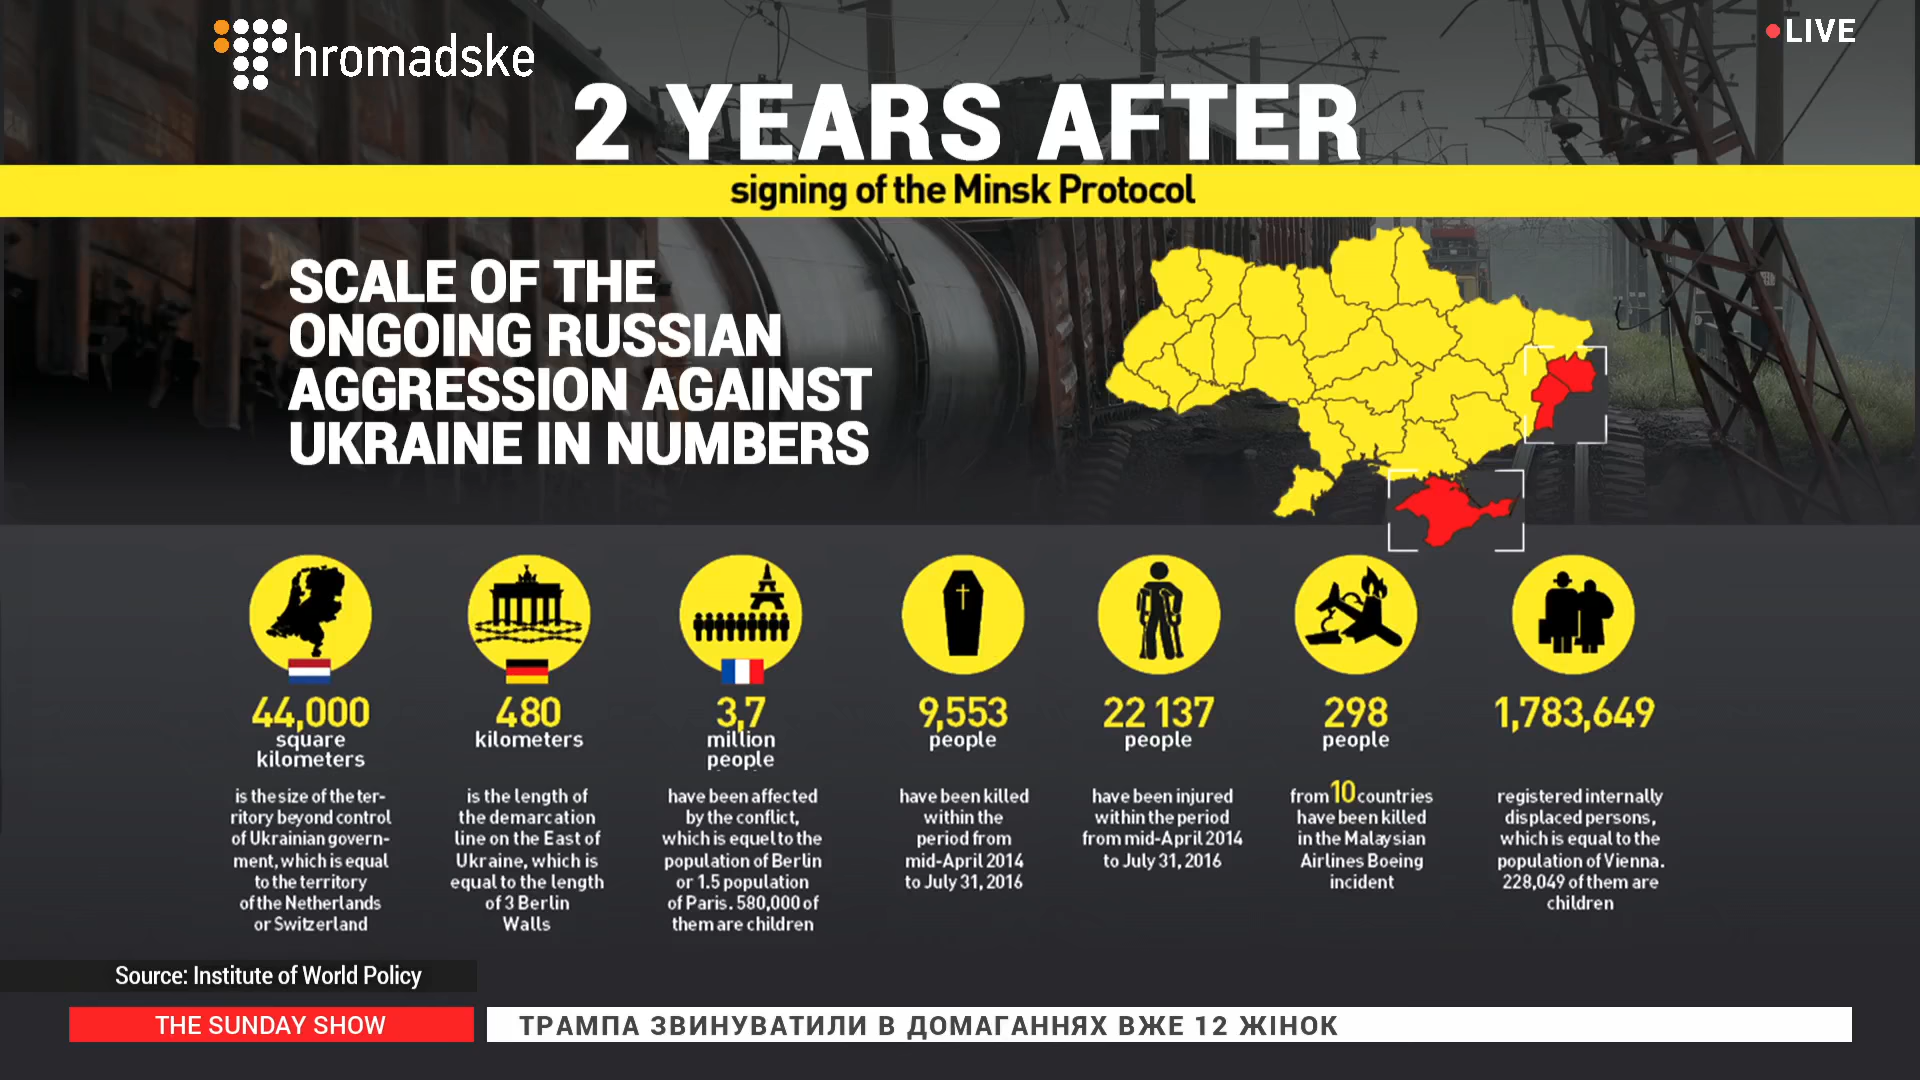 hromadske
LIVE
2 YEARS AFTER
signing of the Minsk Protocol
SCALE OF THE
ONGOING RUSSIAN
AGGRESSION AGAINST
UKRAINE IN NUMBERS
44,000
square
kilometers
is the size of the ter-
ritory beyond control
of Ukrainian govern-
ment, which is equal
to the territory
of the Netherlands
or Switzerland
480
kilometers
is the length of
the demarcation
line on the East of
Ukraine, which is
equal to the length
of 3 Berlin
Walls
3,7
million
people
have been affected
by the conflict,
which is equel to the
population of Berlin
or 1.5 population
of Paris. 580,000 of
them are children
9,553
people
have been killed
within the
period from
mid-April 2014
to July 31, 2016
22 137
people
have been injured
within the period
from mid-April 2014
to July 31, 2016
298
people
from 10 countries
have been killed
in the Malaysian
Airlines Boeing
incident
1,783,649
registered internally
displaced persons,
which is equal to the
population of Vienna.
228,049 of them are
children
Source: Institute of World Policy
THE SUNDAY SHOW
ТРАМПА ЗВИНУВАТИЛИ В ДОМАГАННЯХ ВЖЕ 12 ЖІНОК